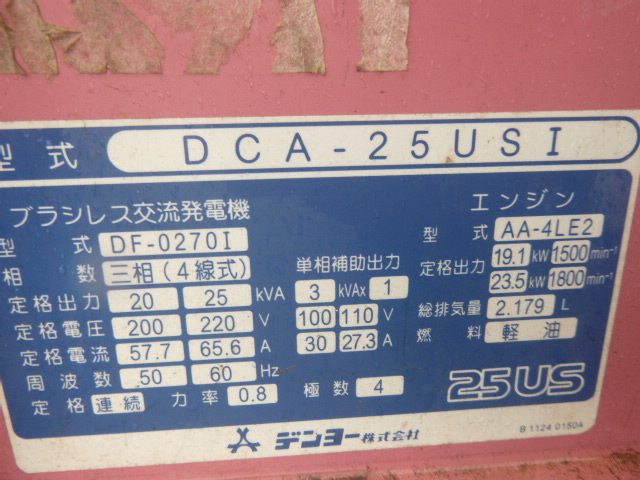 型式 DCA-25USI
ブラシレス交流発電機
型式 DF-0270I
相数 三相(4線式)
定格出力 20 25 kVA
定格電圧 200 220 V
定格電流 57.7 65.6 A
周波数 50 60 Hz
定格 連続 力率 0.8 極数 4
単相補助出力
3 kVAx 1
100 110 V
30 27.3 A
エンジン
型式 AA-4LE2
定格出力 19.1 kW 1500 min⁻¹
23.5 kW 1800 min⁻¹
総排気量 2.179 L
燃料 軽油
25US
デンヨー株式会社
B 1124 0150A